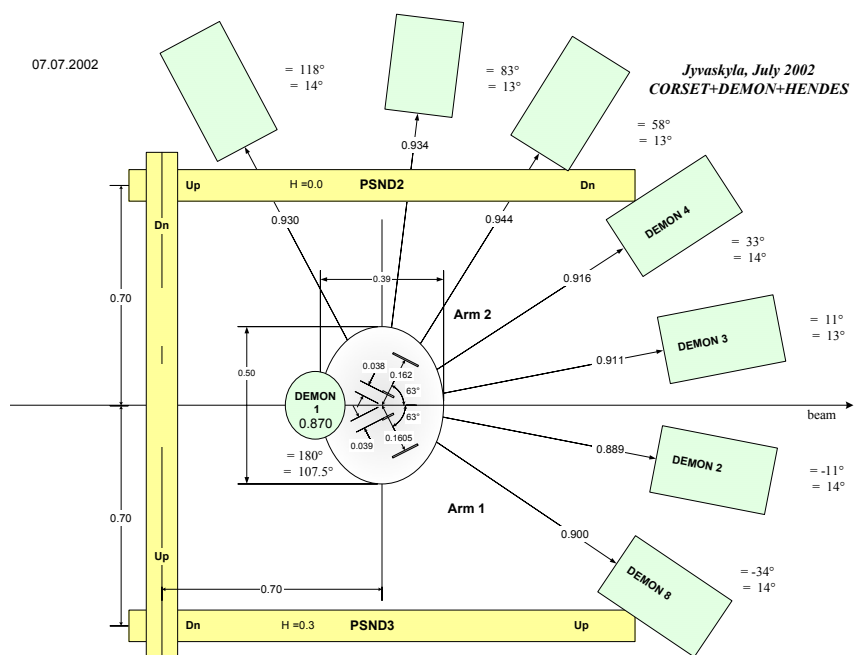 07.07.2002
Jyvaskyla, July 2002
CORSET+DEMON+HENDES
= 118°
= 14°
= 83°
= 13°
= 58°
= 13°
0.934
Up
H =0.0
PSND2
Dn
DEMON 4
0.930
0.944
Dn
= 33°
= 14°
0.916
0.39
0.70
Arm 2
= 11°
= 13°
DEMON 3
0.911
0.50
0.038
0.162
63°
DEMON
1
0.870
63°
beam
0.039
0.1605
0.889
= 180°
= 107.5°
DEMON 2
= -11°
= 14°
Arm 1
0.70
0.900
Up
= -34°
= 14°
DEMON 8
0.70
Dn
H =0.3
PSND3
Up